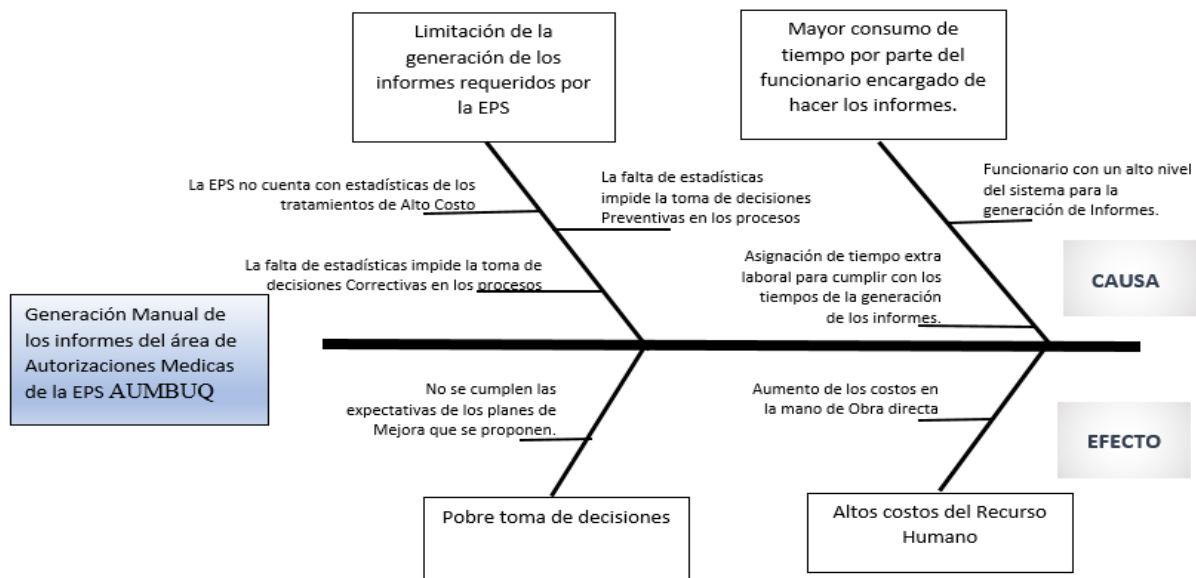 Limitación de la
generación de los
informes requeridos por
la EPS
Mayor consumo de
tiempo por parte del
funcionario encargado de
hacer los informes.
La EPS no cuenta con estadísticas de los
tratamientos de Alto Costo
La falta de estadísticas
impide la toma de decisiones
Preventivas en los procesos
Funcionario con un alto nivel
del sistema para la
generación de Informes.
La falta de estadísticas impide la toma de
decisiones Correctivas en los procesos
Asignación de tiempo extra
laboral para cumplir con los
tiempos de la generación
de los informes.
CAUSA
Generación Manual de
los informes del área de
Autorizaciones Medicas
de la EPS AUMBUQ
No se cumplen las
expectativas de los planes de
Mejora que se proponen.
Aumento de los costos en
la mano de Obra directa
EFECTO
Pobre toma de decisiones
Altos costos del Recurso
Humano